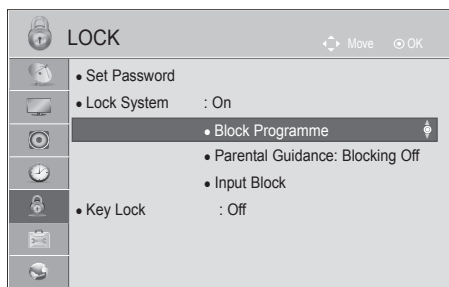 LOCK
Move OK
• Set Password
• Lock System : On
• Block Programme
• Parental Guidance: Blocking Off
• Input Block
• Key Lock : Off